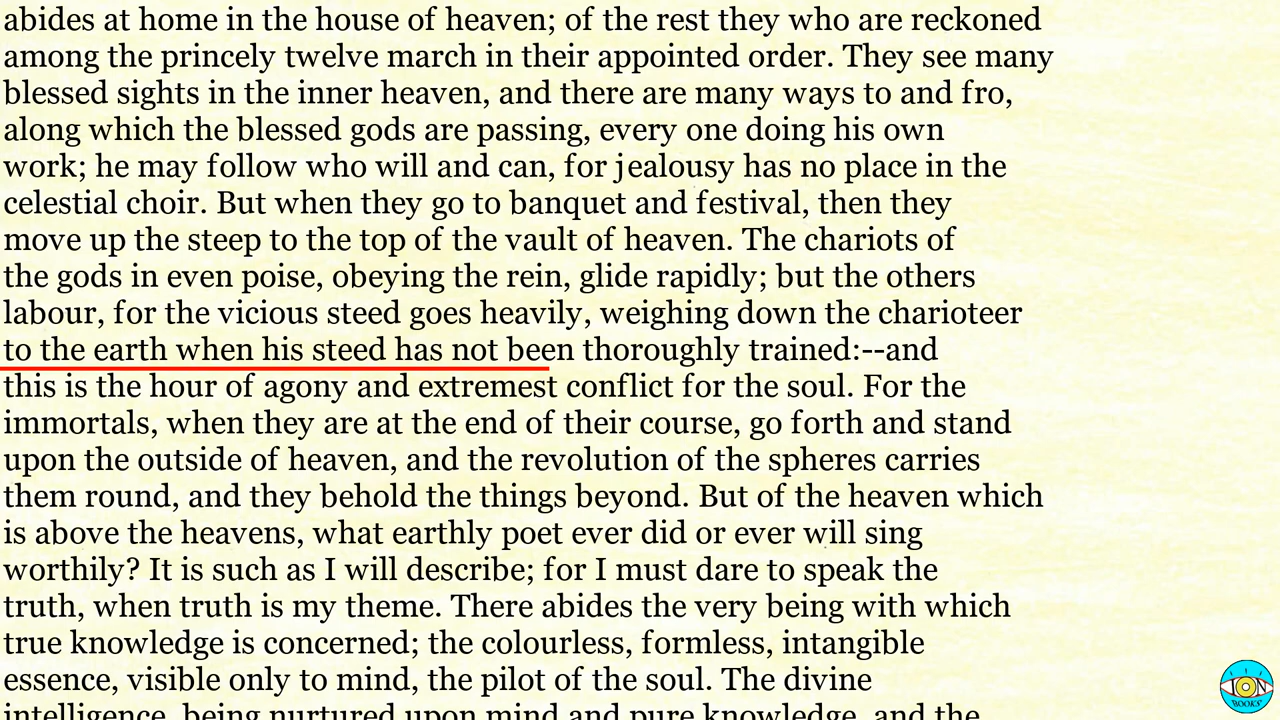 abides at home in the house of heaven; of the rest they who are reckoned
among the princely twelve march in their appointed order. They see many
blessed sights in the inner heaven, and there are many ways to and fro,
along which the blessed gods are passing, every one doing his own
work; he may follow who will and can, for jealousy has no place in the
celestial choir. But when they go to banquet and festival, then they
move up the steep to the top of the vault of heaven. The chariots of
the gods in even poise, obeying the rein, glide rapidly; but the others
labour, for the vicious steed goes heavily, weighing down the charioteer
to the earth when his steed has not been thoroughly trained:--and
this is the hour of agony and extremest conflict for the soul. For the
immortals, when they are at the end of their course, go forth and stand
upon the outside of heaven, and the revolution of the spheres carries
them round, and they behold the things beyond. But of the heaven which
is above the heavens, what earthly poet ever did or ever will sing
worthily? It is such as I will describe; for I must dare to speak the
truth, when truth is my theme. There abides the very being with which
true knowledge is concerned; the colourless, formless, intangible
essence, visible only to mind, the pilot of the soul. The divine
intelligence, being nurtured upon mind and pure knowledge, and the
ION
BOOKS